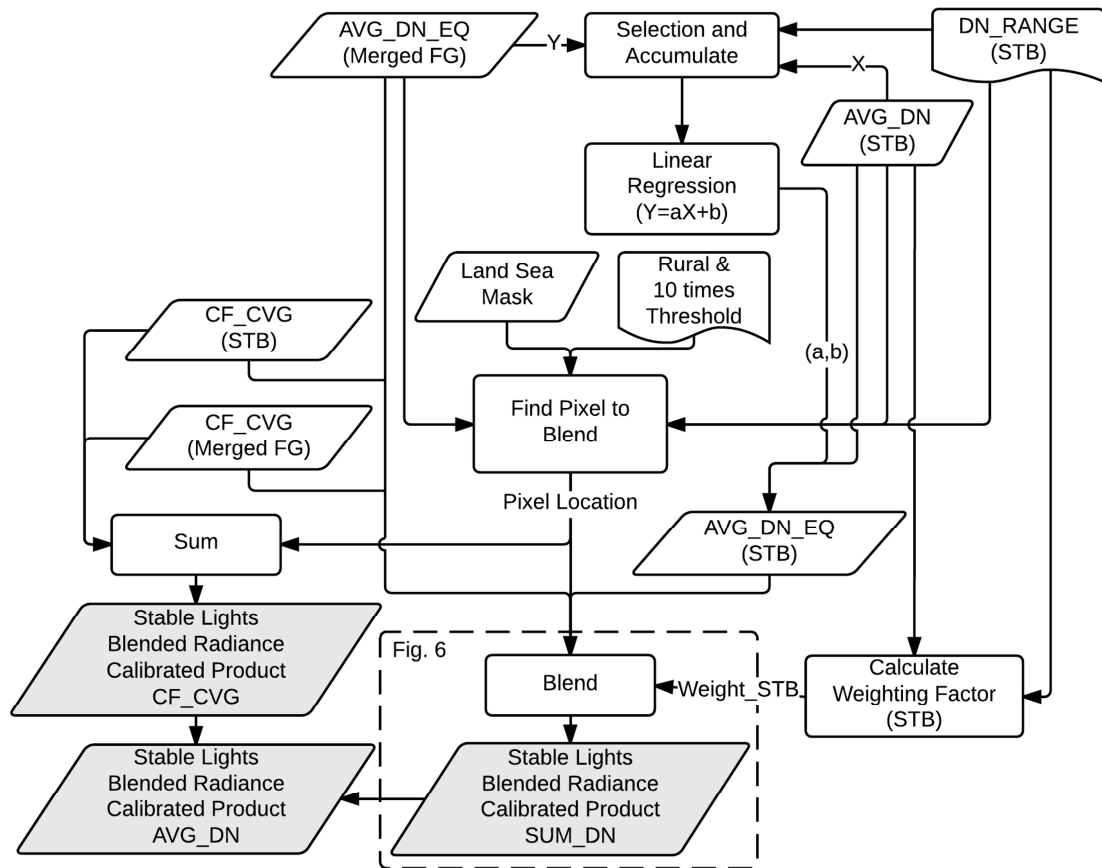 AVG_DN_EQ
(Merged FG)
Y
Selection and
Accumulate
DN_RANGE
(STB)
X
AVG_DN
(STB)
Linear
Regression
(Y=aX+b)
Land Sea
Mask
Rural &
10 times
Threshold
CF_CVG
(STB)
(a,b)
CF_CVG
(Merged FG)
Find Pixel to
Blend
Pixel Location
AVG_DN_EQ
(STB)
Sum
Stable Lights
Blended Radiance
Calibrated Product
CF_CVG
Fig. 6
Blend
Weight_STB
Calculate
Weighting Factor
(STB)
Stable Lights
Blended Radiance
Calibrated Product
AVG_DN
Stable Lights
Blended Radiance
Calibrated Product
SUM_DN